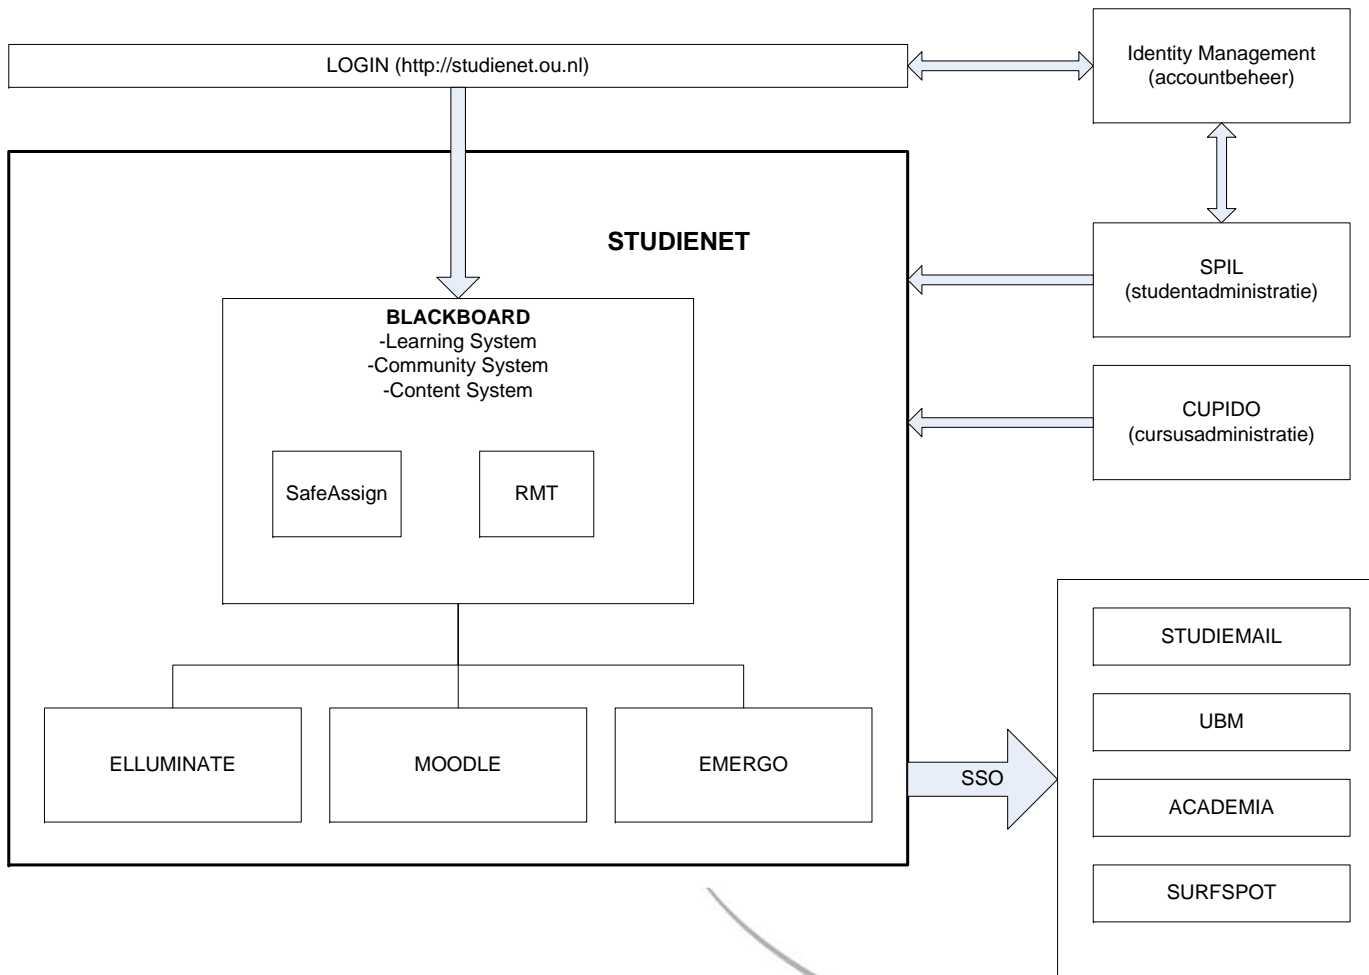 LOGIN (http://studienet.ou.nl)
Identity Management
(accountbeheer)
STUDIENET
SPIL
(studentadministratie)
BLACKBOARD
-Learning System
-Community System
-Content System
CUPIDO
(cursusadministratie)
SafeAssign
RMT
ELLUMINATE
MOODLE
EMERGO
SSO
STUDIEMAIL
UBM
ACADEMIA
SURFSPOT